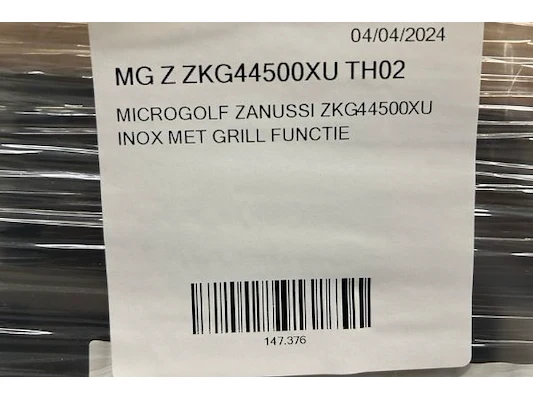 04/04/2024
MG Z ZKG44500XU TH02
MICROGOLF ZANUSSI ZKG44500XU
INOX MET GRILL FUNCTIE
147.376